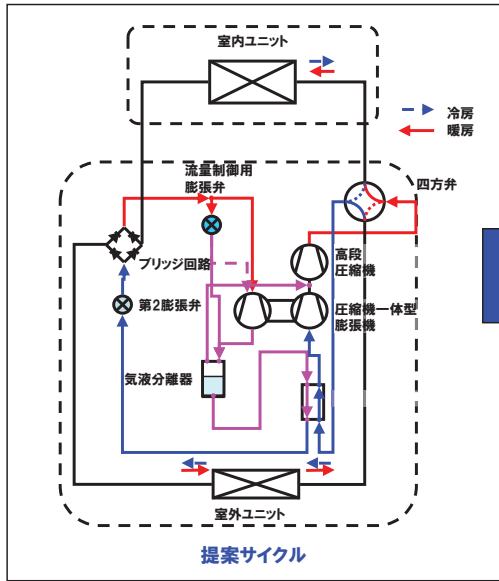 室内ユニット
冷房
暖房
流量制御用
膨張弁
四方弁
ブリッジ回路
高段
圧縮機
第2膨張弁
圧縮機一体型
膨張機
気液分離器
室外ユニット
提案サイクル